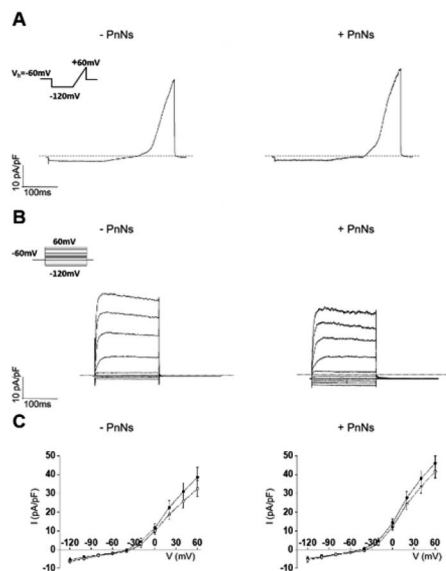 A
- PnNs
+ PnNs
+60mV
Vh=-60mV
-120mV
10 pA/pF
100ms
B
- PnNs
+ PnNs
60mV
-60mV
-120mV
10 pA/pF
100ms
C
- PnNs
+ PnNs
50
40
30
20
10
0
-10
I (pA/pF)
-120 -90 -60 -30 0 30 60
V (mV)
50
40
30
20
10
0
-10
I (pA/pF)
-120 -90 -60 -30 0 30 60
V (mV)